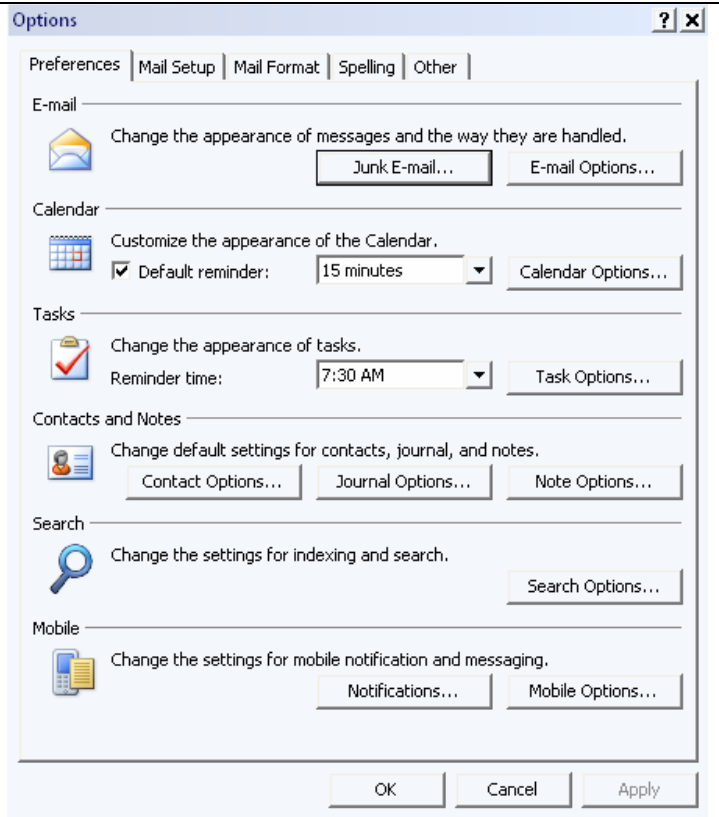 Options
Preferences Mail Setup Mail Format Spelling Other
E-mail
Change the appearance of messages and the way they are handled.
Junk E-mail... E-mail Options...
Calendar
Customize the appearance of the Calendar.
Default reminder: 15 minutes Calendar Options...
Tasks
Change the appearance of tasks.
Reminder time: 7:30 AM Task Options...
Contacts and Notes
Change default settings for contacts, journal, and notes.
Contact Options... Journal Options... Note Options...
Search
Change the settings for indexing and search.
Search Options...
Mobile
Change the settings for mobile notification and messaging.
Notifications... Mobile Options...
OK Cancel Apply